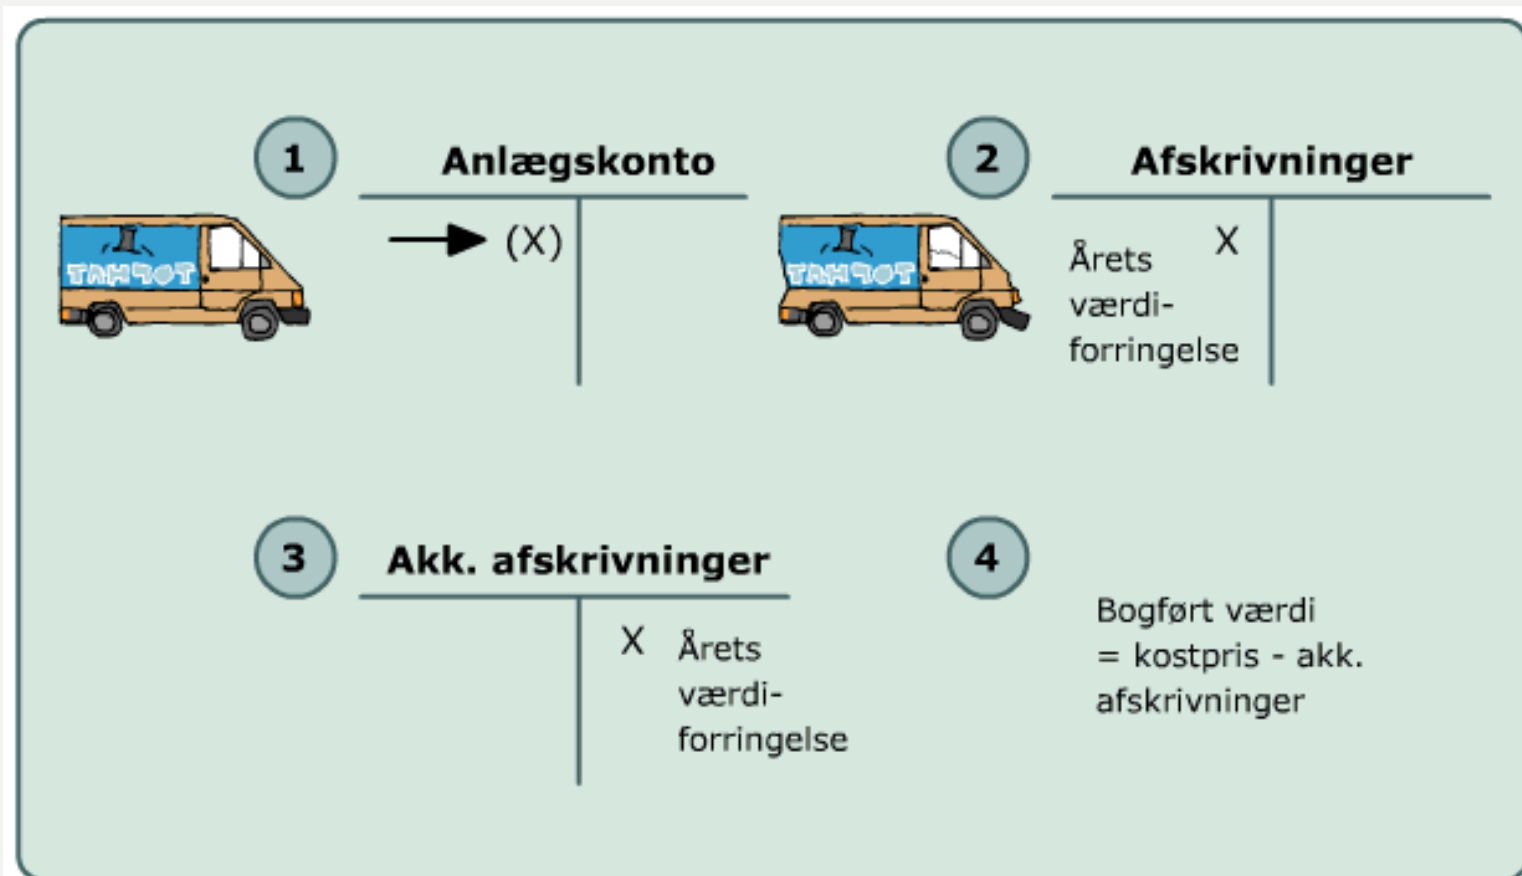 1
Anlægskonto
(X)
2
Afskrivninger
X
Årets
værdi-
forringelse
3
Akk. afskrivninger
X
Årets
værdi-
forringelse
4
Bogført værdi
= kostpris - akk.
afskrivninger